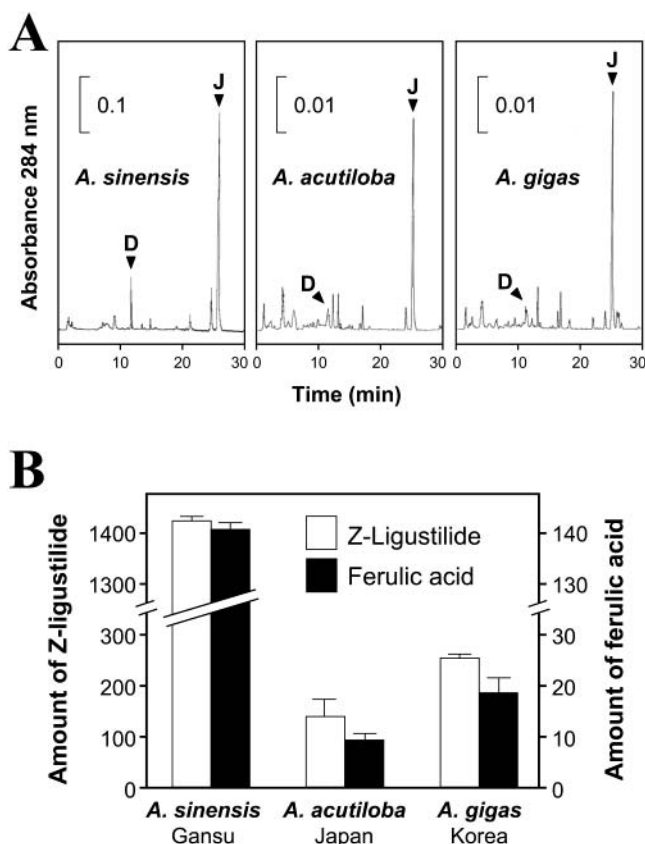 A
Absorbance 284 nm
0.1
A. sinensis
D
J
0.01
A. acutiloba
D
J
0.01
A. gigas
D
J
0 10 20 30
0 10 20 30
0 10 20 30
Time (min)
B
Amount of Z-ligustilide
1400
1300
300
200
100
0
Z-Ligustilide
Ferulic acid
140
130
30
20
10
0
Amount of ferulic acid
A. sinensis
Gansu
A. acutiloba
Japan
A. gigas
Korea